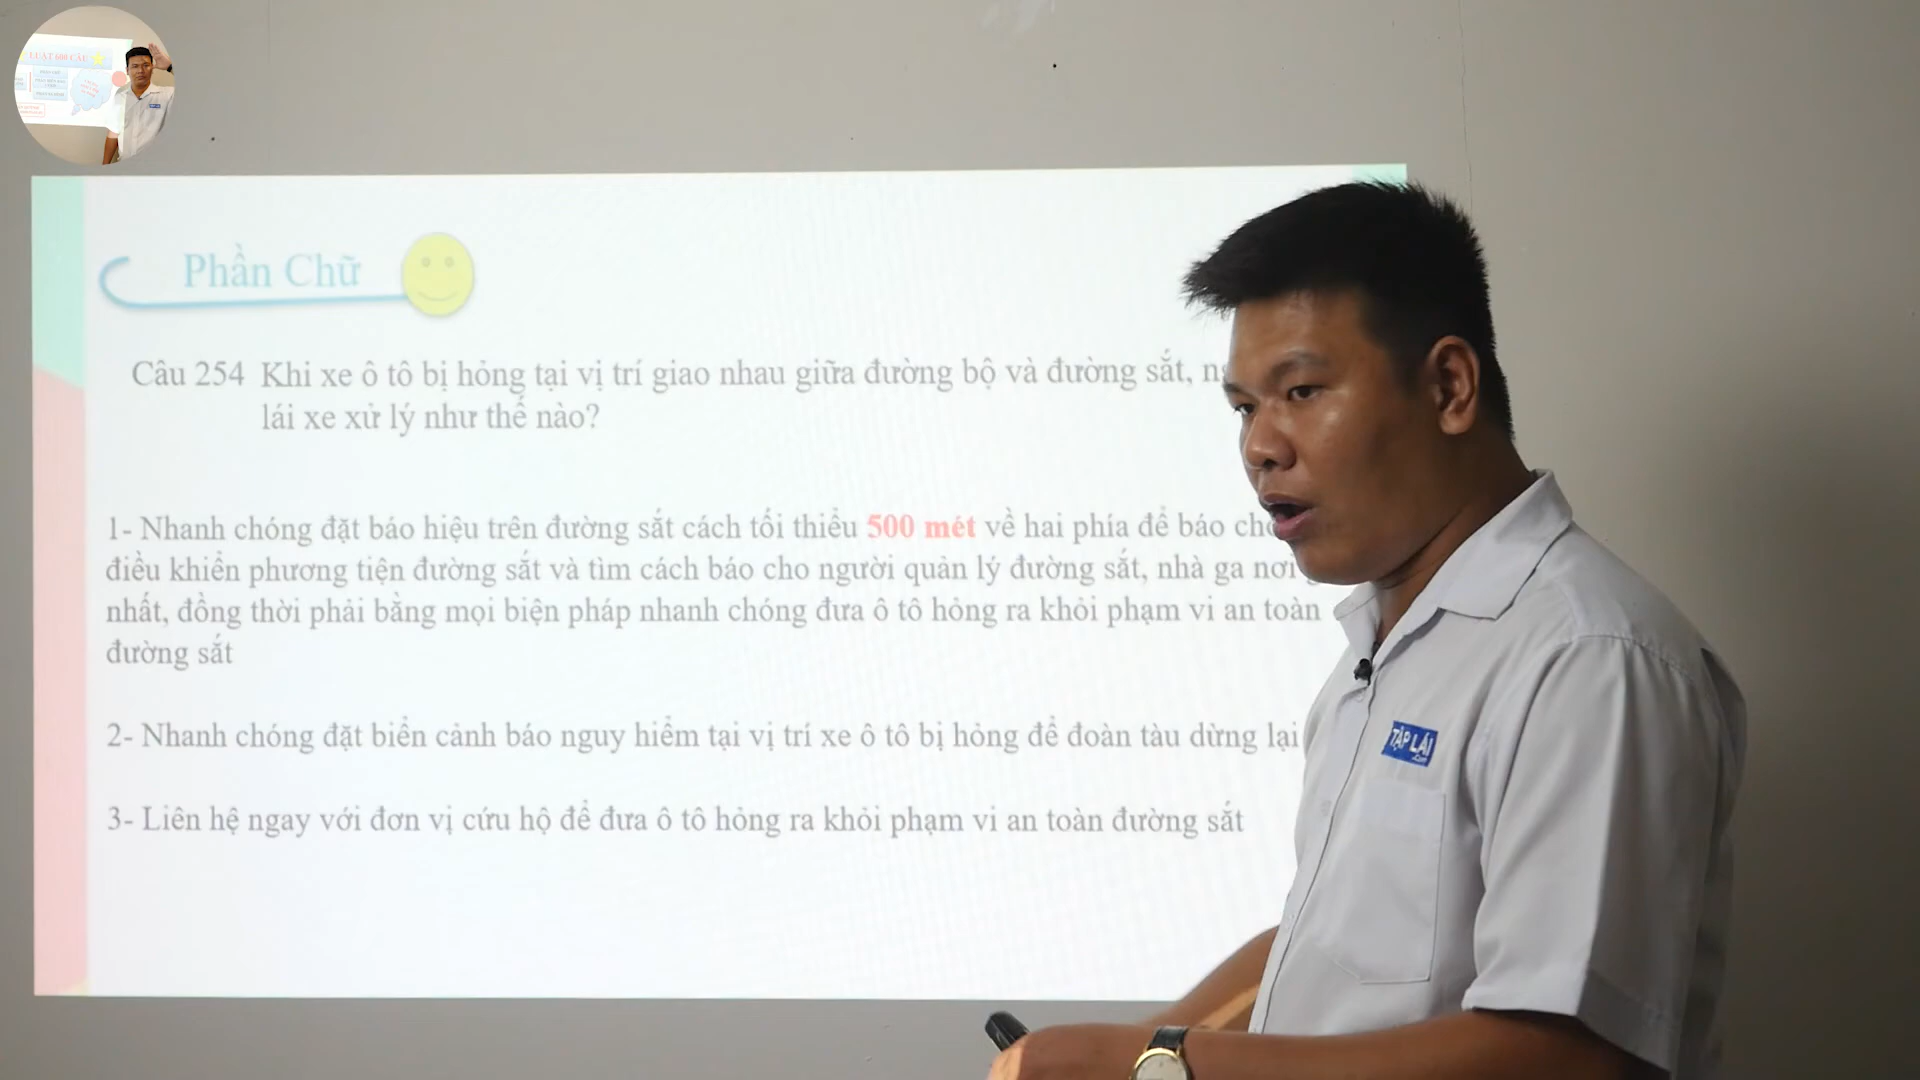 LUẬT 600 CÂU
Phần Chữ
Câu 254 Khi xe ô tô bị hỏng tại vị trí giao nhau giữa đường bộ và đường sắt,
lái xe xử lý như thế nào?
1- Nhanh chóng đặt báo hiệu trên đường sắt cách tối thiểu 500 mét về hai phía để báo
điều khiển phương tiện đường sắt và tìm cách báo cho người quản lý đường sắt, nhà ga nơi
nhất, đồng thời phải bằng mọi biện pháp nhanh chóng đưa ô tô hỏng ra khỏi phạm vi an toàn
đường sắt
2- Nhanh chóng đặt biển cảnh báo nguy hiểm tại vị trí xe ô tô bị hỏng để đoàn tàu dừng lại
3- Liên hệ ngay với đơn vị cứu hộ để đưa ô tô hỏng ra khỏi phạm vi an toàn đường sắt
TẬP LÁI
.com